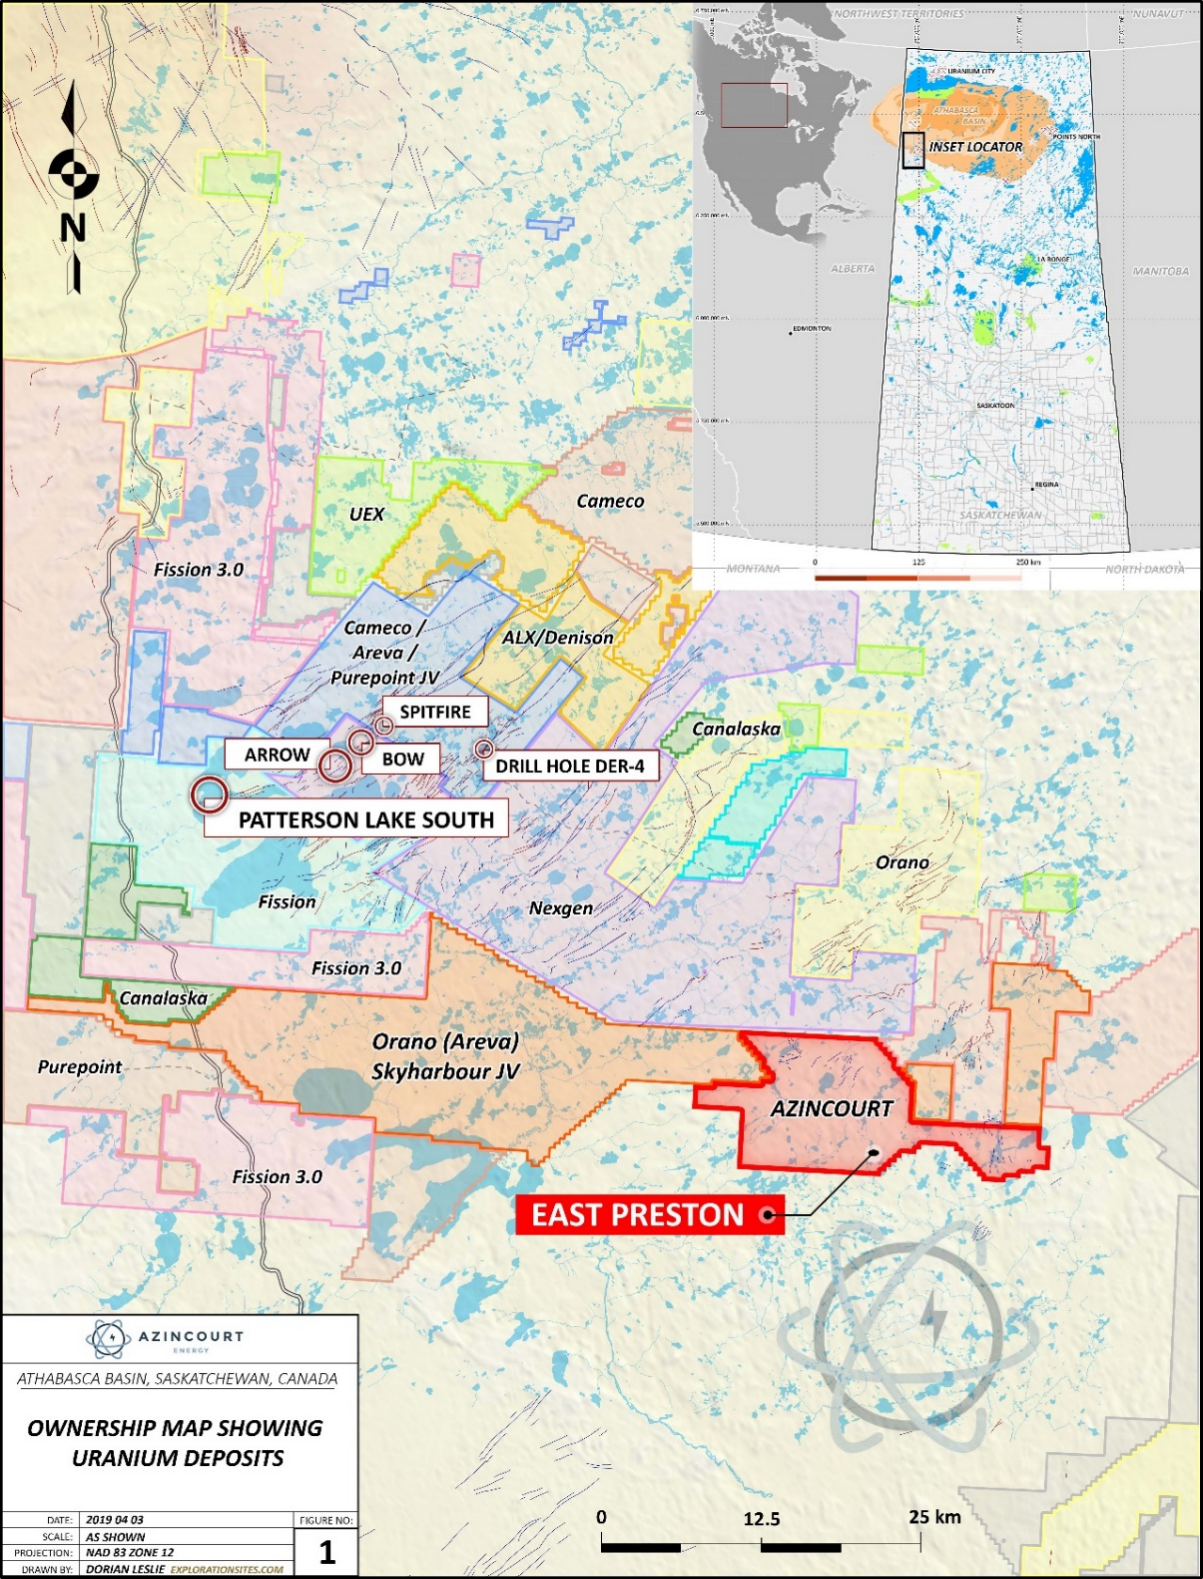 NORTHWEST TERRITORIES
NUNAVUT
URANIUM CITY
ATHABASCA
BASIN
POINTS NORTH
INSET LOCATOR
LA RONGE
ALBERTA
MANITOBA
EDMONTON
SASKATOON
REGINA
SASKATCHEWAN
MONTANA
0
125
250 km
NORTH DAKOTA
N
Cameco
UEX
Fission 3.0
Cameco /
Areva /
Purepoint JV
ALX/Denison
SPITFIRE
Canalaska
ARROW
BOW
DRILL HOLE DER-4
PATTERSON LAKE SOUTH
Orano
Fission
Nexgen
Fission 3.0
Canalaska
Orano (Areva)
Skyharbour JV
Purepoint
AZINCOURT
Fission 3.0
EAST PRESTON
AZINCOURT
ENERGY
ATHABASCA BASIN, SASKATCHEWAN, CANADA
OWNERSHIP MAP SHOWING
URANIUM DEPOSITS
DATE: 2019 04 03
SCALE: AS SHOWN
PROJECTION: NAD 83 ZONE 12
DRAWN BY: DORIAN LESLIE EXPLORATIONSITES.COM
FIGURE NO:
1
0
12.5
25 km